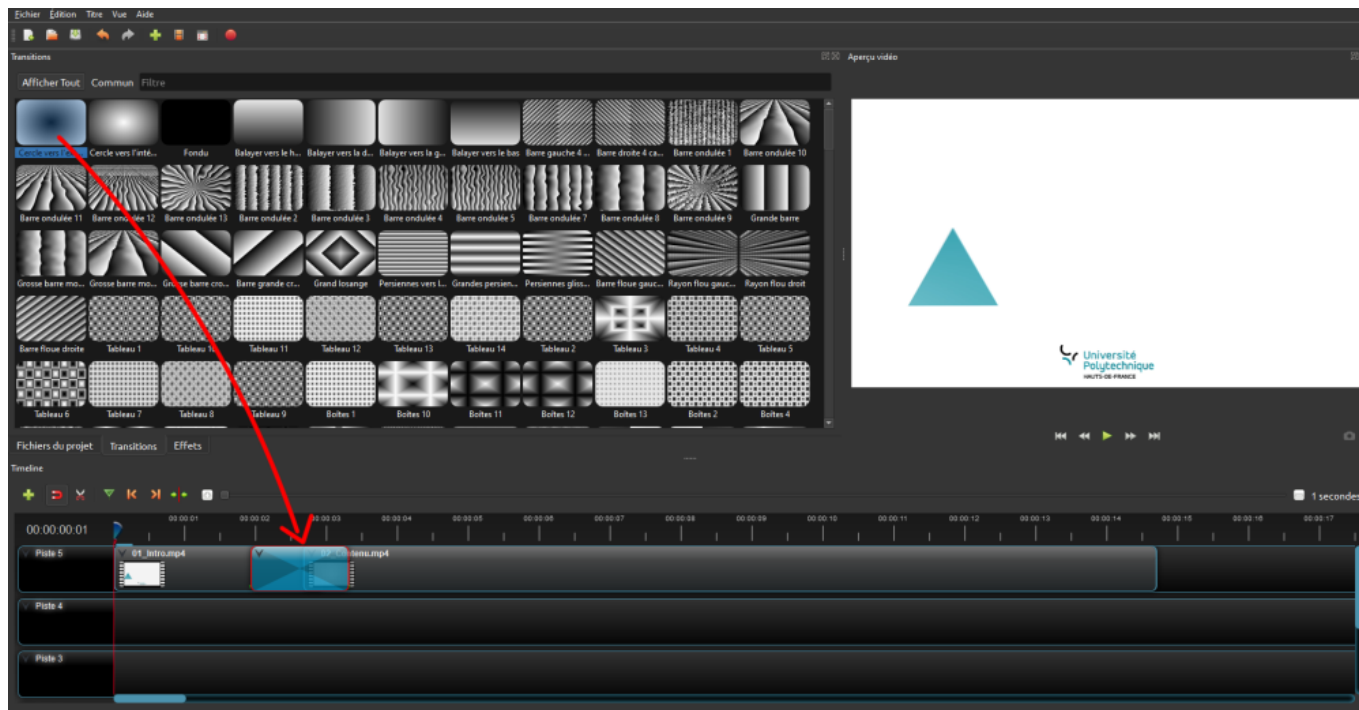 Fichier Édition Titre Vue Aide
Transitions
Aperçu vidéo
Afficher Tout Commun Filtre
Cercle vers l'inté... Fondu Balayer vers le h... Balayer vers la d... Balayer vers la g... Balayer vers le bas Barre gauche 4 ... Barre droite 4 ca... Barre ondulée 1 Barre ondulée 10
Barre ondulée 11 Barre ondulée 12 Barre ondulée 13 Barre ondulée 2 Barre ondulée 3 Barre ondulée 4 Barre ondulée 5 Barre ondulée 7 Barre ondulée 8 Barre ondulée 9 Grande barre
Grosse barre mo... Grosse barre mo... Grosse barre cro... Barre grande cr... Grand losange Persiennes vers l... Grandes persien... Persiennes gliss... Barre floue gauc... Rayon flou gauc... Rayon flou droit
Barre floue droite Tableau 1 Tableau 10 Tableau 11 Tableau 12 Tableau 13 Tableau 14 Tableau 2 Tableau 3 Tableau 4 Tableau 5
Tableau 6 Tableau 7 Tableau 8 Tableau 9 Boîtes 1 Boîtes 10 Boîtes 11 Boîtes 12 Boîtes 13 Boîtes 2 Boîtes 4
Université
Polytechnique
HAUTS-DE-FRANCE
Fichiers du projet Transitions Effets
Timeline
1 secondes
00:00:00:01
00:00:01 00:00:02 00:00:03 00:00:04 00:00:05 00:00:06 00:00:07 00:00:08 00:00:09 00:00:10 00:00:11 00:00:12 00:00:13 00:00:14 00:00:15 00:00:16 00:00:17
Piste 5 01_Intro.mp4 02_Contenu.mp4
Piste 4
Piste 3